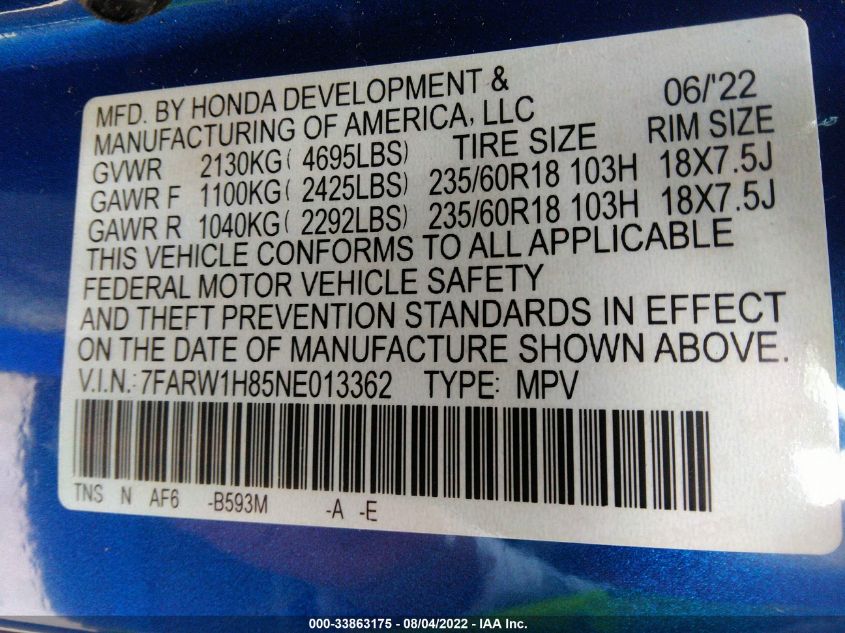 MFD. BY HONDA DEVELOPMENT & 06/'22
MANUFACTURING OF AMERICA, LLC
GVWR 2130KG( 4695LBS) TIRE SIZE RIM SIZE
GAWR F 1100KG( 2425LBS) 235/60R18 103H 18X7.5J
GAWR R 1040KG( 2292LBS) 235/60R18 103H 18X7.5J
THIS VEHICLE CONFORMS TO ALL APPLICABLE
FEDERAL MOTOR VEHICLE SAFETY
AND THEFT PREVENTION STANDARDS IN EFFECT
ON THE DATE OF MANUFACTURE SHOWN ABOVE.
V.I.N.: 7FARW1H85NE013362 TYPE: MPV
TNS N AF6 -B593M -A -E
000-33863175 - 08/04/2022 - IAA Inc.